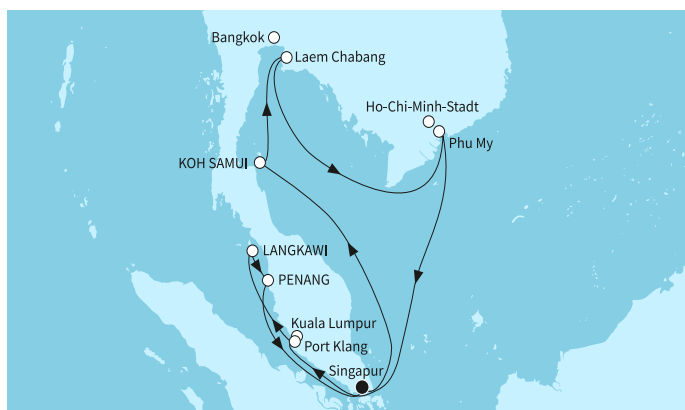 Bangkok
Laem Chabang
Ho-Chi-Minh-Stadt
Phu My
KOH SAMUI
LANGKAWI
PENANG
Kuala Lumpur
Port Klang
Singapur